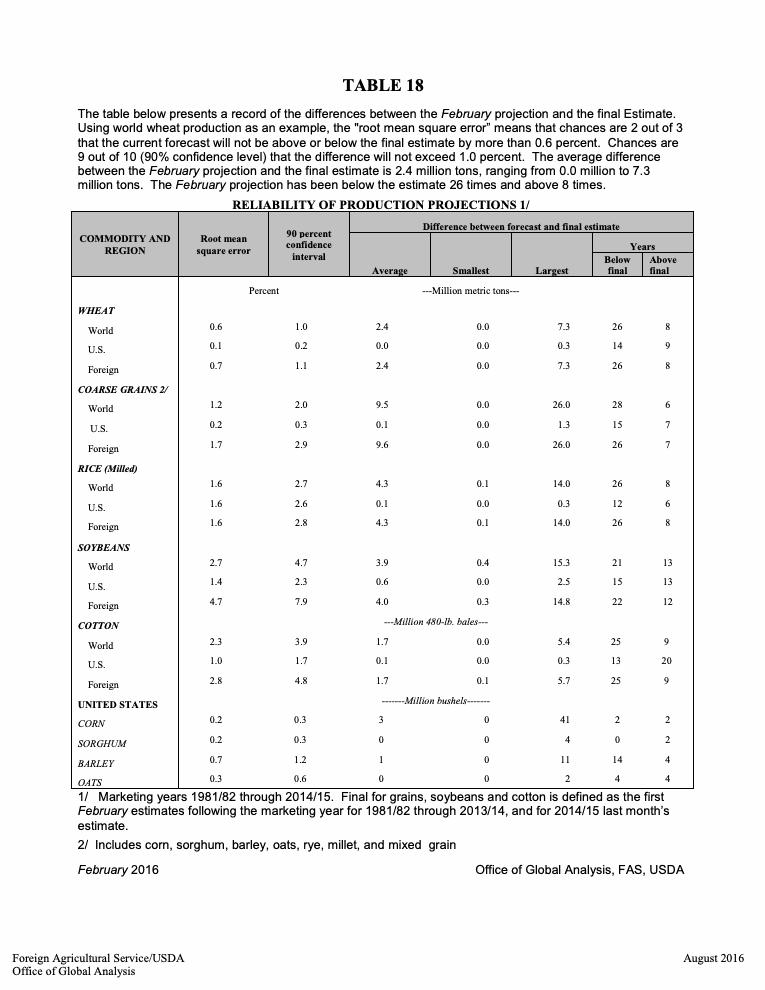 TABLE 18
The table below presents a record of the differences between the February projection and the final Estimate.
Using world wheat production as an example, the "root mean square error" means that chances are 2 out of 3
that the current forecast will not be above or below the final estimate by more than 0.6 percent. Chances are
9 out of 10 (90% confidence level) that the difference will not exceed 1.0 percent. The average difference
between the February projection and the final estimate is 2.4 million tons, ranging from 0.0 million to 7.3
million tons. The February projection has been below the estimate 26 times and above 8 times.
RELIABILITY OF PRODUCTION PROJECTIONS 1/
COMMODITY AND REGION Root mean square error 90 percent confidence interval Difference between forecast and final estimate
Years
Average Smallest Largest Below final Above final
Percent ---Million metric tons---
WHEAT
World 0.6 1.0 2.4 0.0 7.3 26 8
U.S. 0.1 0.2 0.0 0.0 0.3 14 9
Foreign 0.7 1.1 2.4 0.0 7.3 26 8
COARSE GRAINS 2/
World 1.2 2.0 9.5 0.0 26.0 28 6
U.S. 0.2 0.3 0.1 0.0 1.3 15 7
Foreign 1.7 2.9 9.6 0.0 26.0 26 7
RICE (Milled)
World 1.6 2.7 4.3 0.1 14.0 26 8
U.S. 1.6 2.6 0.1 0.0 0.3 12 6
Foreign 1.6 2.8 4.3 0.1 14.0 26 8
SOYBEANS
World 2.7 4.7 3.9 0.4 15.3 21 13
U.S. 1.4 2.3 0.6 0.0 2.5 15 13
Foreign 4.7 7.9 4.0 0.3 14.8 22 12
COTTON ---Million 480-lb. bales---
World 2.3 3.9 1.7 0.0 5.4 25 9
U.S. 1.0 1.7 0.1 0.0 0.3 13 20
Foreign 2.8 4.8 1.7 0.1 5.7 25 9
UNITED STATES -------Million bushels-------
CORN 0.2 0.3 3 0 41 2 2
SORGHUM 0.2 0.3 0 0 4 0 2
BARLEY 0.7 1.2 1 0 11 14 4
OATS 0.3 0.6 0 0 2 4 4
1/ Marketing years 1981/82 through 2014/15. Final for grains, soybeans and cotton is defined as the first
February estimates following the marketing year for 1981/82 through 2013/14, and for 2014/15 last month's
estimate.
2/ Includes corn, sorghum, barley, oats, rye, millet, and mixed grain
February 2016 Office of Global Analysis, FAS, USDA
Foreign Agricultural Service/USDA August 2016
Office of Global Analysis